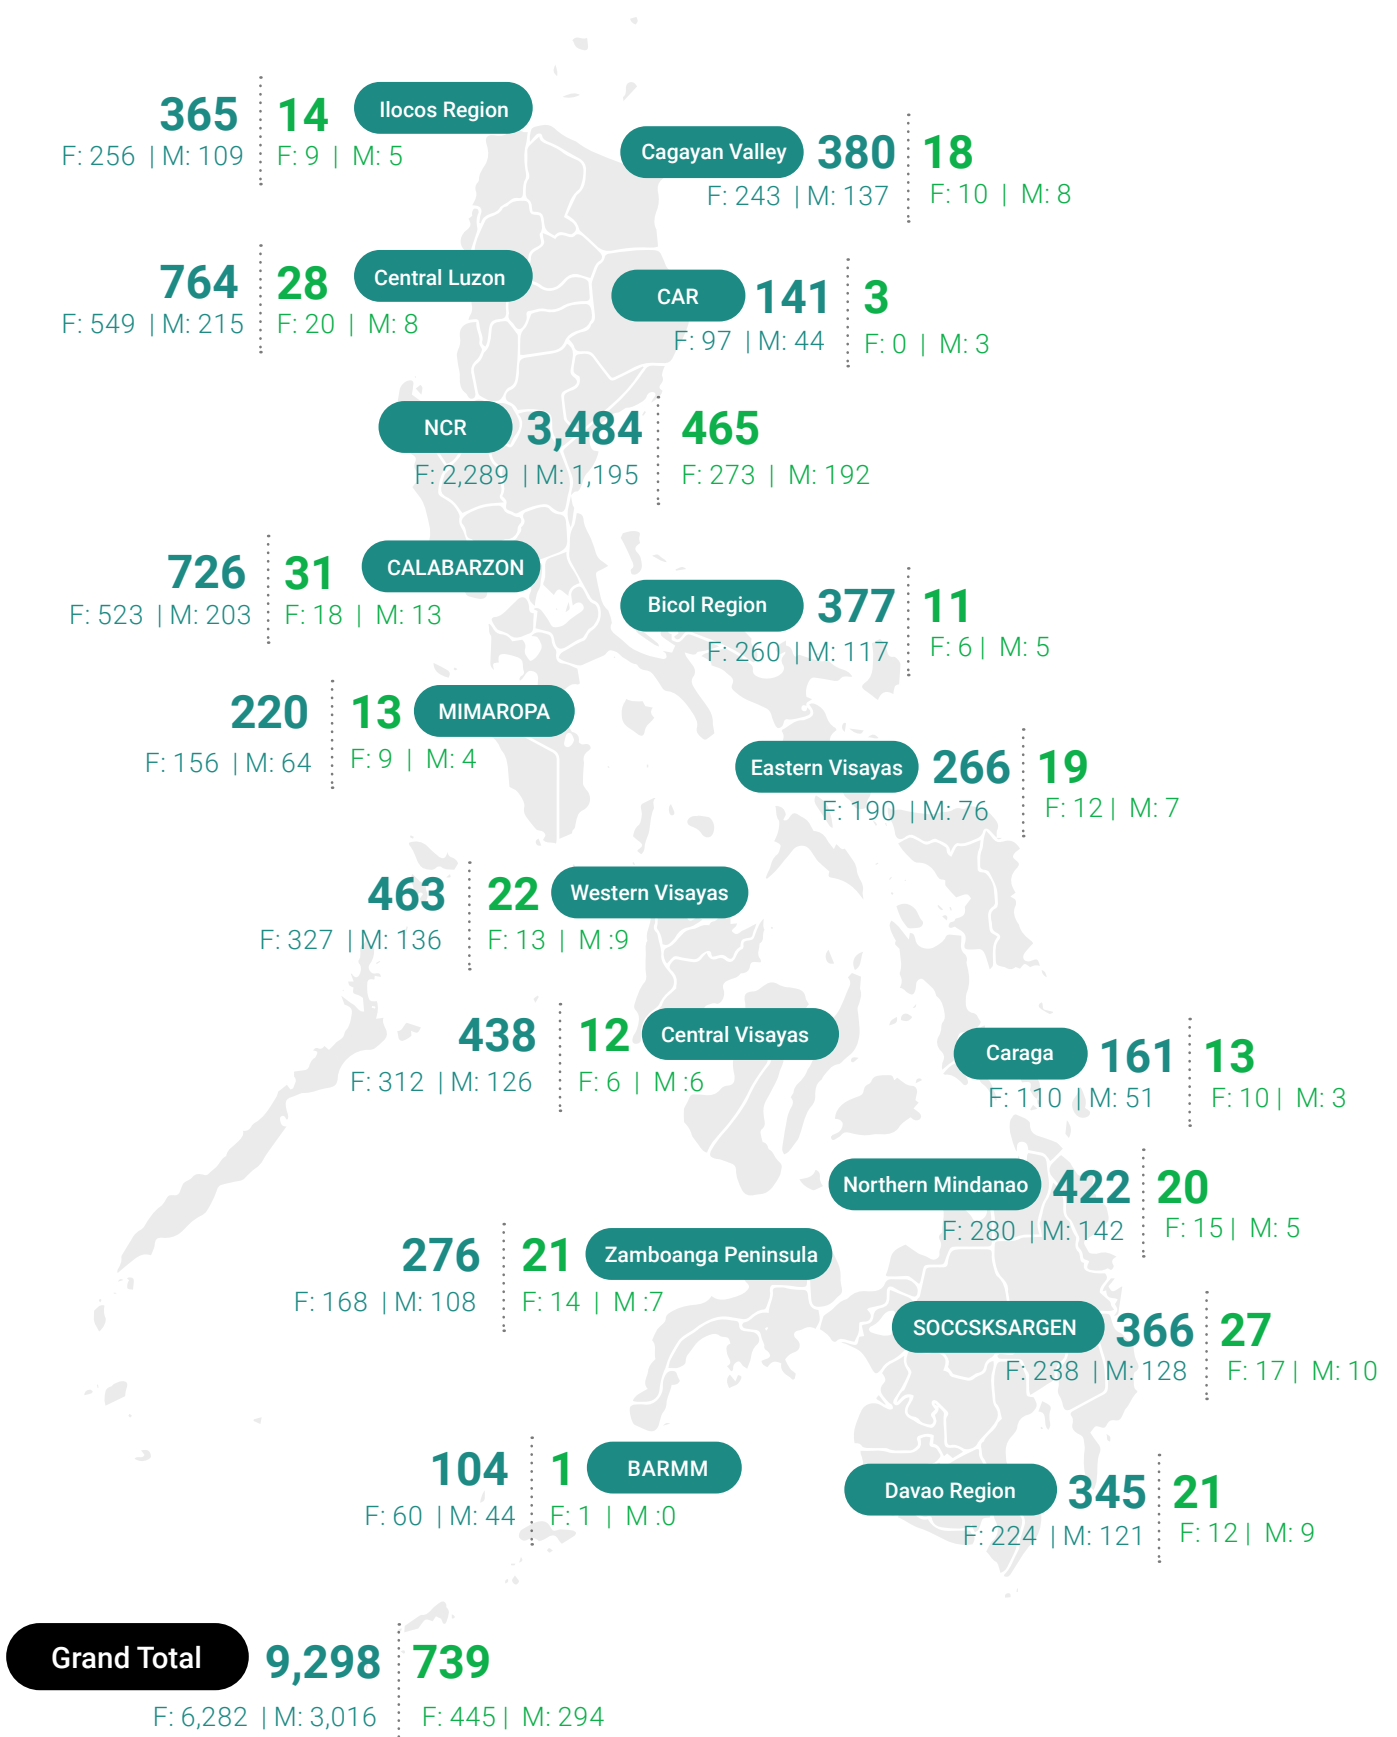 365 14 Ilocos Region
F: 256 | M: 109 F: 9 | M: 5
Cagayan Valley 380 18
F: 243 | M: 137 F: 10 | M: 8
764 28 Central Luzon
F: 549 | M: 215 F: 20 | M: 8
CAR 141 3
F: 97 | M: 44 F: 0 | M: 3
NCR 3,484 465
F: 2,289 | M: 1,195 F: 273 | M: 192
726 31 CALABARZON
F: 523 | M: 203 F: 18 | M: 13
Bicol Region 377 11
F: 260 | M: 117 F: 6 | M: 5
220 13 MIMAROPA
F: 156 | M: 64 F: 9 | M: 4
Eastern Visayas 266 19
F: 190 | M: 76 F: 12 | M: 7
463 22 Western Visayas
F: 327 | M: 136 F: 13 | M :9
438 12 Central Visayas
F: 312 | M: 126 F: 6 | M :6
Caraga 161 13
F: 110 | M: 51 F: 10 | M: 3
Northern Mindanao 422 20
F: 280 | M: 142 F: 15 | M: 5
276 21 Zamboanga Peninsula
F: 168 | M: 108 F: 14 | M :7
SOCCSKSARGEN 366 27
F: 238 | M: 128 F: 17 | M: 10
104 1 BARMM
F: 60 | M: 44 F: 1 | M :0
Davao Region 345 21
F: 224 | M: 121 F: 12 | M: 9
Grand Total 9,298 739
F: 6,282 | M: 3,016 F: 445 | M: 294